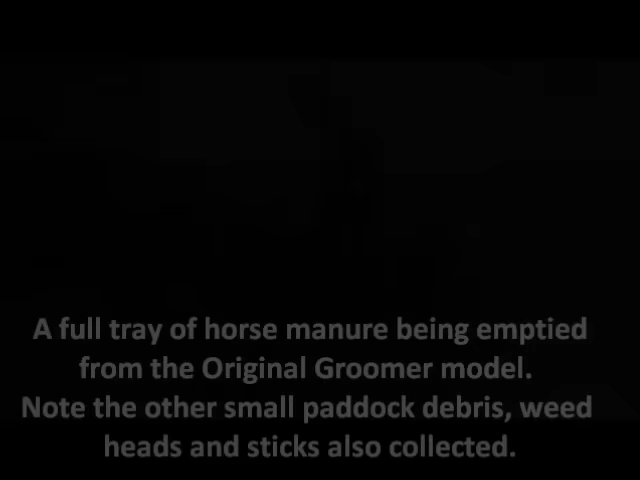 A full tray of horse manure being emptied
from the Original Groomer model.
Note the other small paddock debris, weed
heads and sticks also collected.